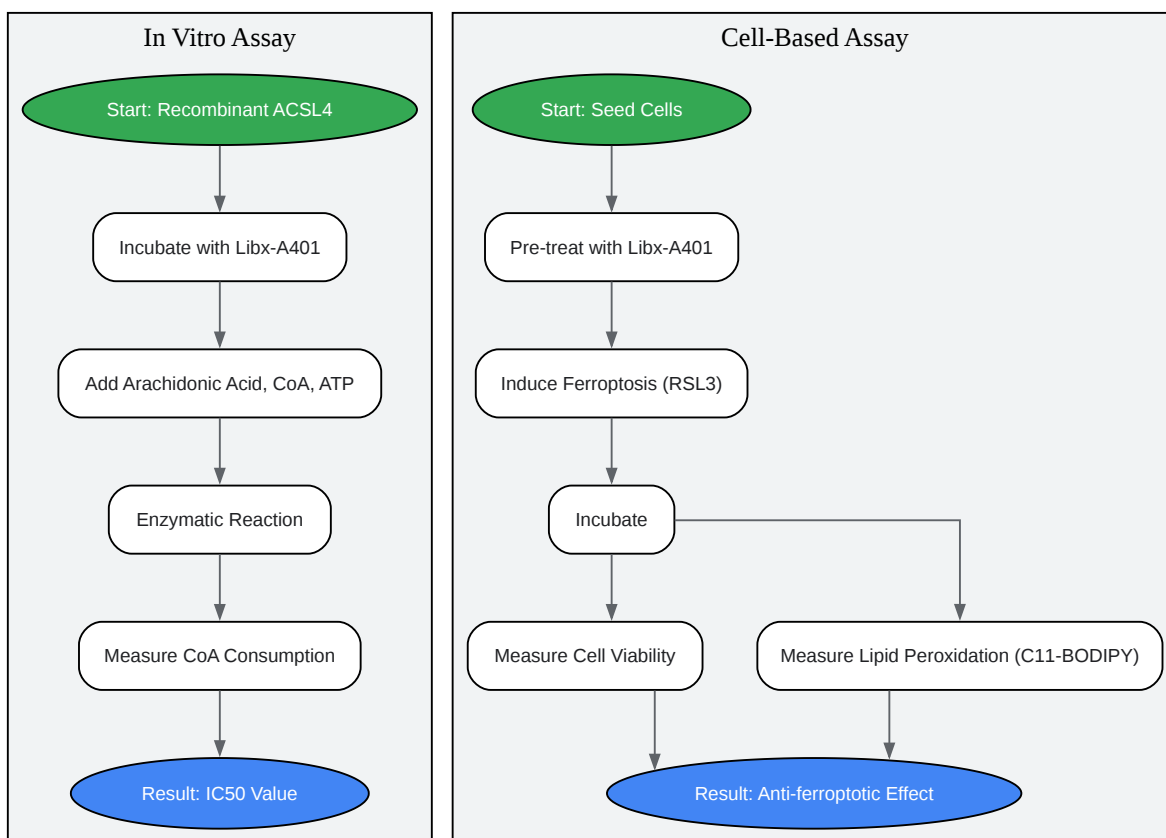 In Vitro Assay
Start: Recombinant ACSL4
Incubate with Libx-A401
Add Arachidonic Acid, CoA, ATP
Enzymatic Reaction
Measure CoA Consumption
Result: IC50 Value
Cell-Based Assay
Start: Seed Cells
Pre-treat with Libx-A401
Induce Ferroptosis (RSL3)
Incubate
Measure Cell Viability
Measure Lipid Peroxidation (C11-BODIPY)
Result: Anti-ferroptotic Effect